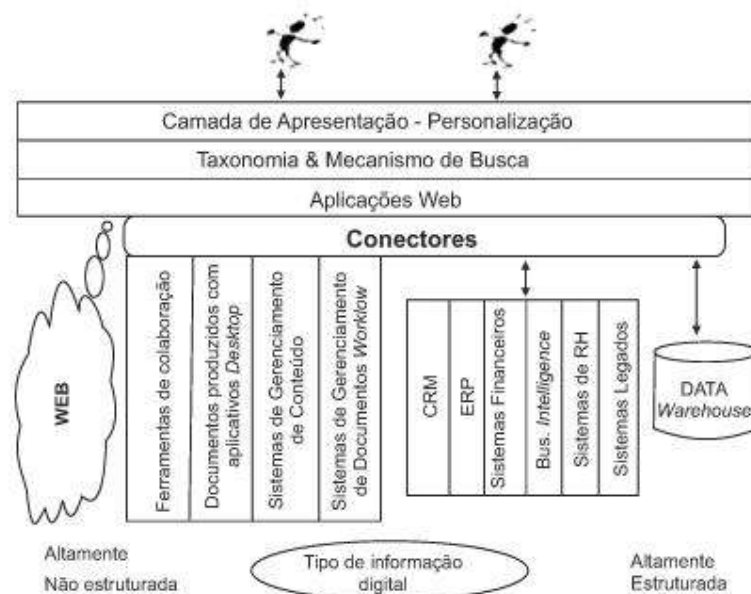 Camada de Apresentação - Personalização
Taxonomia & Mecanismo de Busca
Aplicações Web
Conectores
WEB
Ferramentas de colaboração
Documentos produzidos com
aplicativos Desktop
Sistemas de Gerenciamento
de Conteúdo
Sistemas de Gerenciamento
de Documentos Worklow
CRM
ERP
Sistemas Financeiros
Bus. Intelligence
Sistemas de RH
Sistemas Legados
DATA
Warehouse
Altamente
Não estruturada
Tipo de informação
digital
Altamente
Estruturada